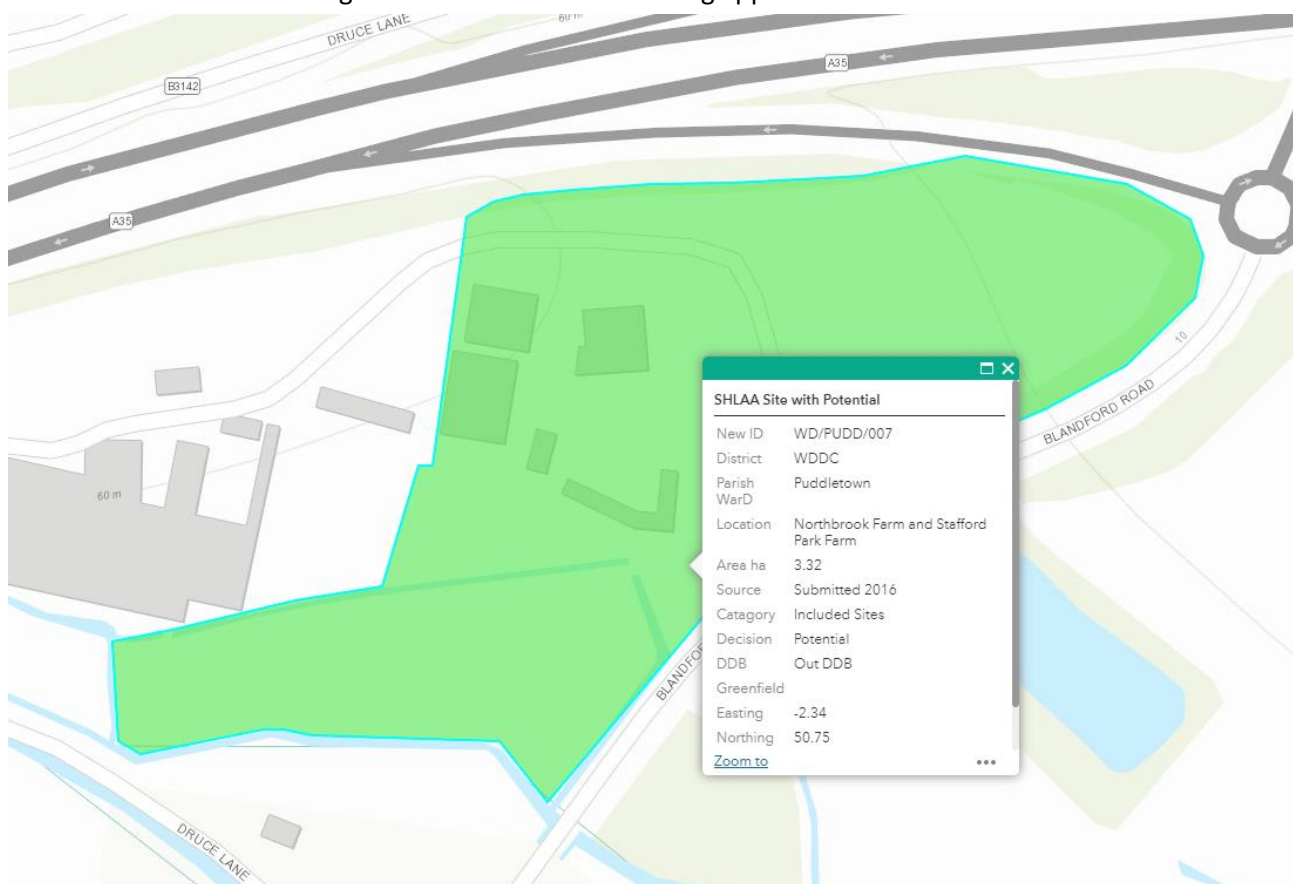 DRUCE LANE
60 m
B3142
A35
A35
10
BLANDFORD ROAD
60 m
SHLAA Site with Potential
New ID WD/PUDD/007
District WDDC
Parish Puddletown
WarD
Location Northbrook Farm and Stafford
Park Farm
Area ha 3.32
Source Submitted 2016
Catagory Included Sites
Decision Potential
DDB Out DDB
Greenfield
Easting -2.34
Northing 50.75
Zoom to
BLANDFO
DRUCE LANE